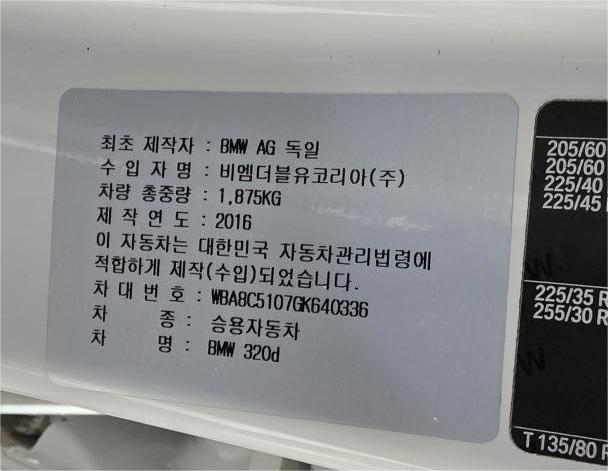 최초 제작자 : BMW AG 독일
수 입 자 명 : 비엠더블유코리아(주)
차량 총중량 : 1,875KG
제 작 연 도 : 2016
이 자동차는 대한민국 자동차관리법령에
적합하게 제작(수입)되었습니다.
차 대 번 호 : WBA8C5107GK640336
차 종 : 승용자동차
차 명 : BMW 320d
205/60
205/60
225/40
225/45
225/35 R
255/30 R
T 135/80 R